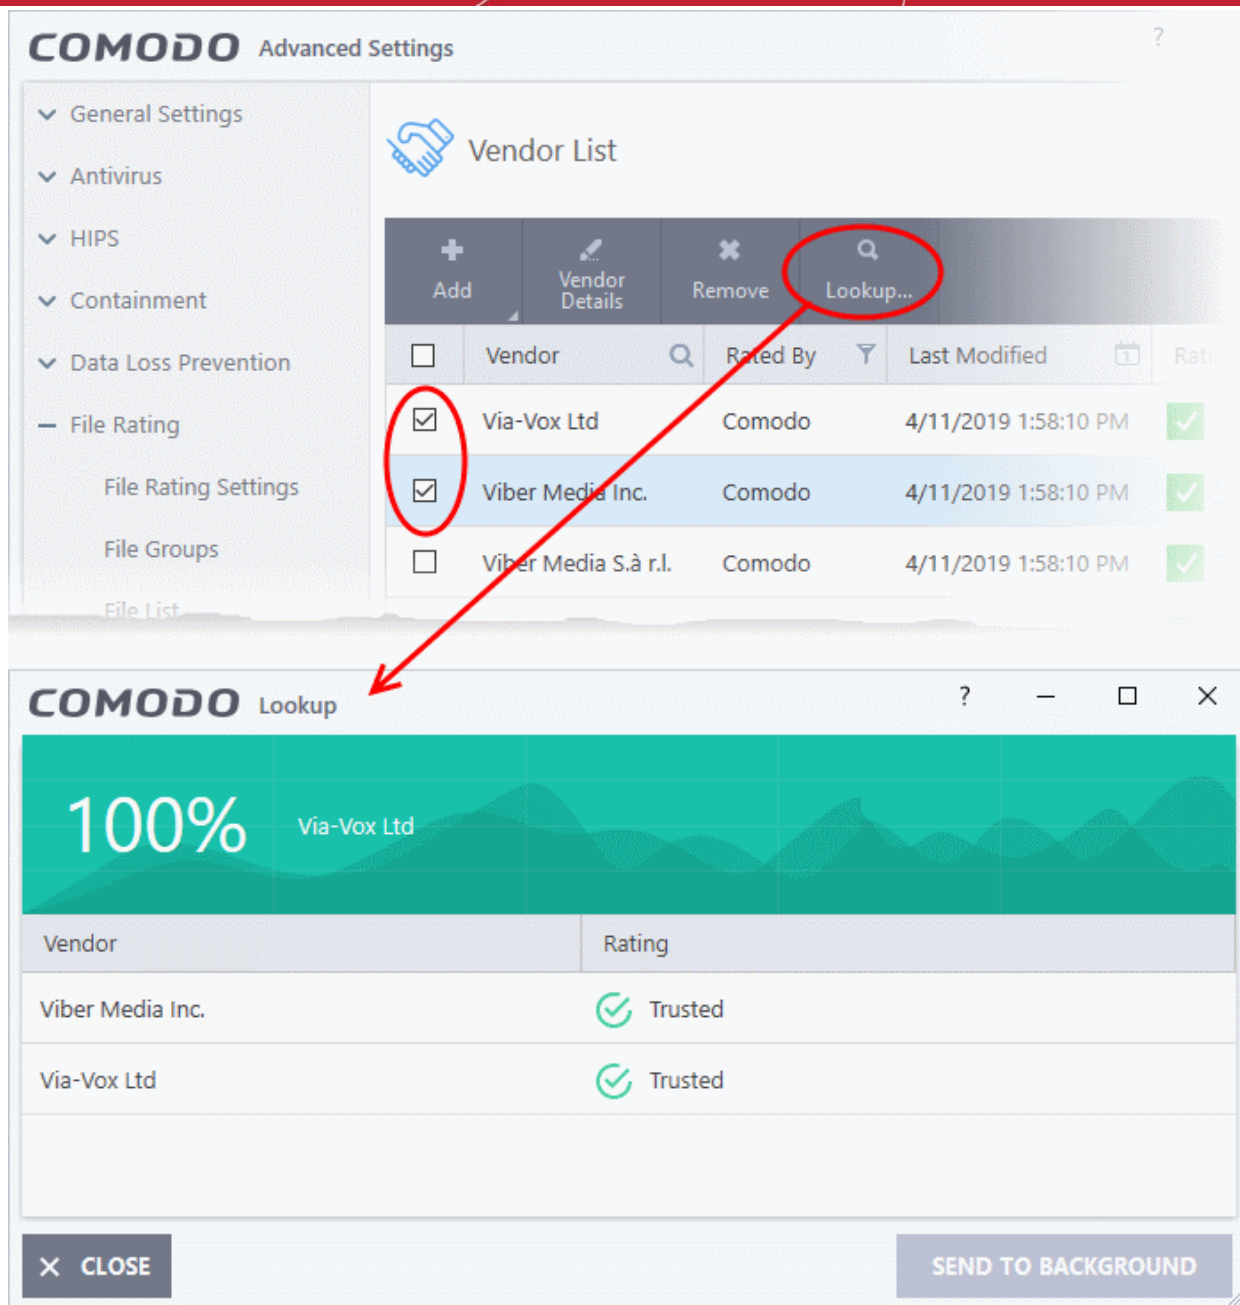 COMODO Advanced Settings ?
General Settings
Antivirus
HIPS
Containment
Data Loss Prevention
File Rating
File Rating Settings
File Groups
File List
Vendor List
Add
Vendor
Details
Remove
Lookup...
Vendor Rated By Last Modified
Via-Vox Ltd Comodo 4/11/2019 1:58:10 PM
Viber Media Inc. Comodo 4/11/2019 1:58:10 PM
Viber Media S.à r.l. Comodo 4/11/2019 1:58:10 PM
COMODO Lookup ?
100% Via-Vox Ltd
Vendor Rating
Viber Media Inc. Trusted
Via-Vox Ltd Trusted
CLOSE SEND TO BACKGROUND